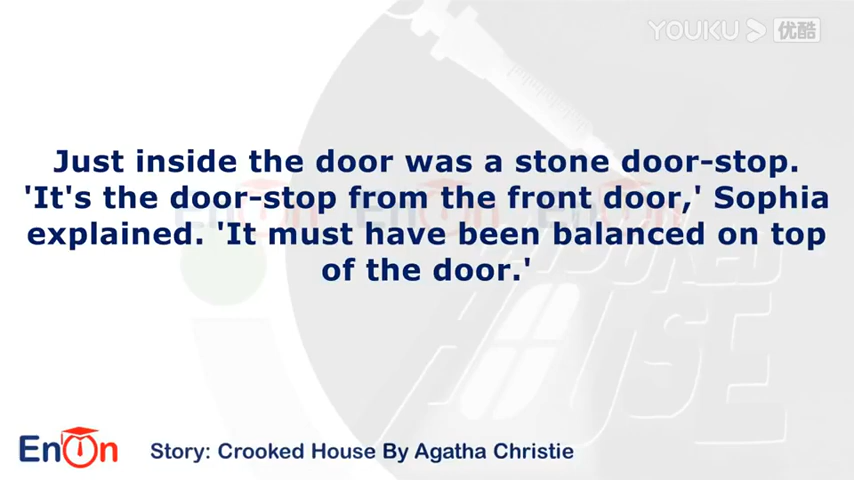 YOUKU 优酷
Just inside the door was a stone door-stop.
'It's the door-stop from the front door,' Sophia
explained. 'It must have been balanced on top
of the door.'
EnOn
Story: Crooked House By Agatha Christie